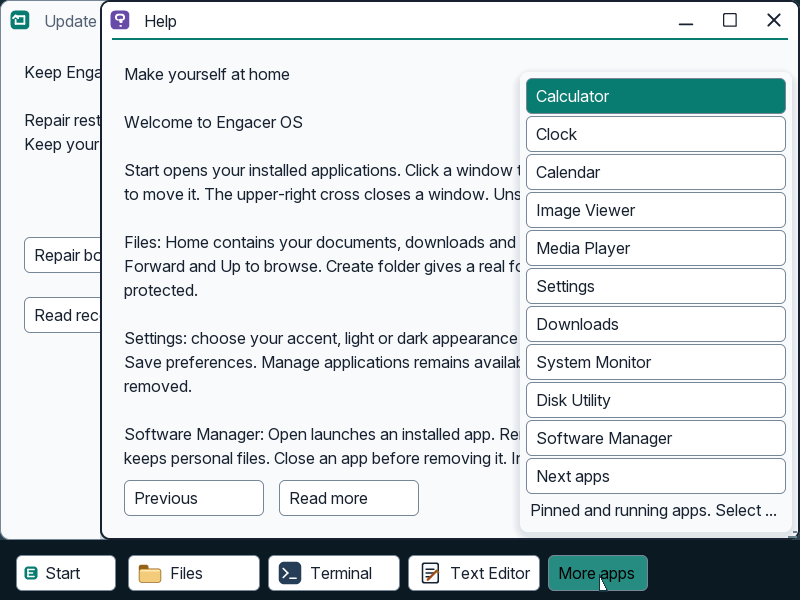 Update
Help
Keep Enga
Repair rest
Keep your
Repair bo
Read rec
Make yourself at home
Welcome to Engacer OS
Start opens your installed applications. Click a window
to move it. The upper-right cross closes a window. Uns
Files: Home contains your documents, downloads and
Forward and Up to browse. Create folder gives a real fo
protected.
Settings: choose your accent, light or dark appearance
Save preferences. Manage applications remains availab
removed.
Software Manager: Open launches an installed app. Re
keeps personal files. Close an app before removing it. I
Previous
Read more
Calculator
Clock
Calendar
Image Viewer
Media Player
Settings
Downloads
System Monitor
Disk Utility
Software Manager
Next apps
Pinned and running apps. Select ...
Start
Files
Terminal
Text Editor
More apps